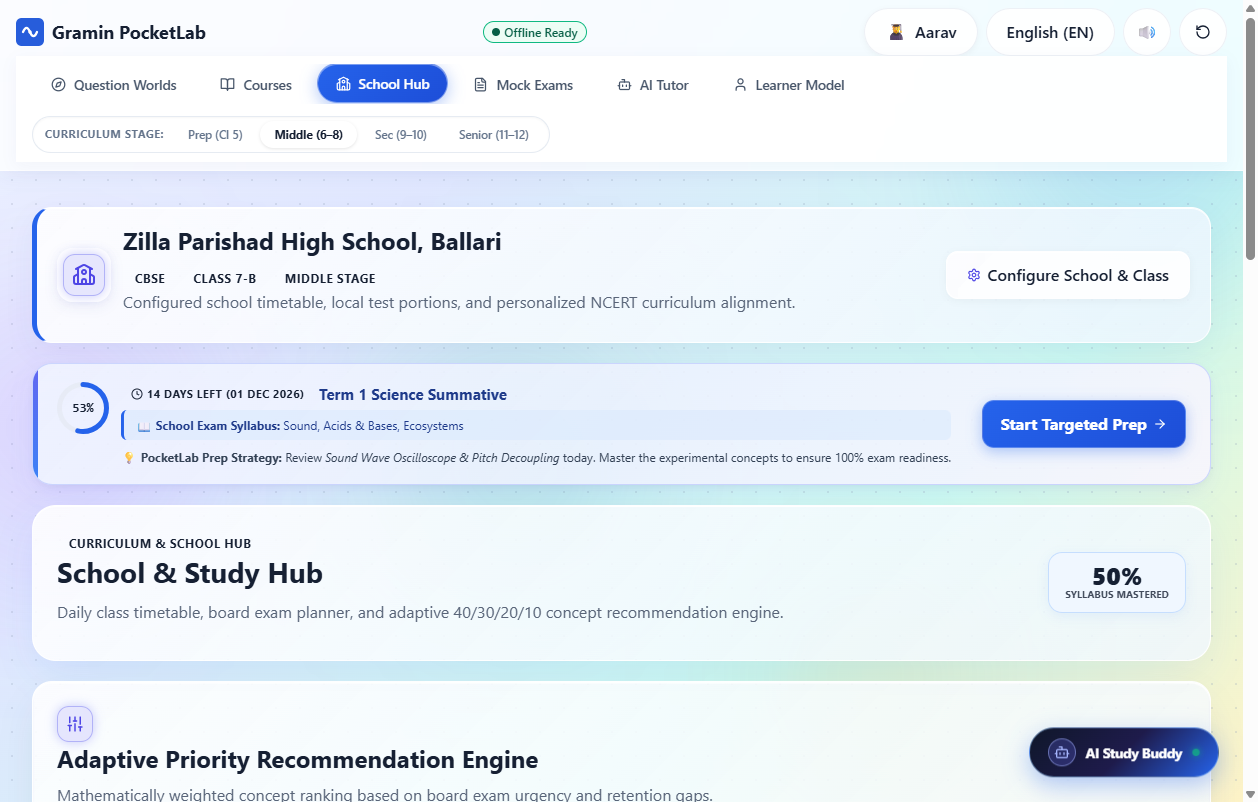 Gramin PocketLab
Offline Ready
Aarav
English (EN)
Question Worlds
Courses
School Hub
Mock Exams
AI Tutor
Learner Model
CURRICULUM STAGE:
Prep (Cl 5)
Middle (6–8)
Sec (9–10)
Senior (11–12)
Zilla Parishad High School, Ballari
CBSE
CLASS 7-B
MIDDLE STAGE
Configured school timetable, local test portions, and personalized NCERT curriculum alignment.
Configure School & Class
53%
14 DAYS LEFT (01 DEC 2026)
Term 1 Science Summative
School Exam Syllabus: Sound, Acids & Bases, Ecosystems
PocketLab Prep Strategy: Review Sound Wave Oscilloscope & Pitch Decoupling today. Master the experimental concepts to ensure 100% exam readiness.
Start Targeted Prep →
CURRICULUM & SCHOOL HUB
School & Study Hub
Daily class timetable, board exam planner, and adaptive 40/30/20/10 concept recommendation engine.
50%
SYLLABUS MASTERED
Adaptive Priority Recommendation Engine
Mathematically weighted concept ranking based on board exam urgency and retention gaps.
AI Study Buddy